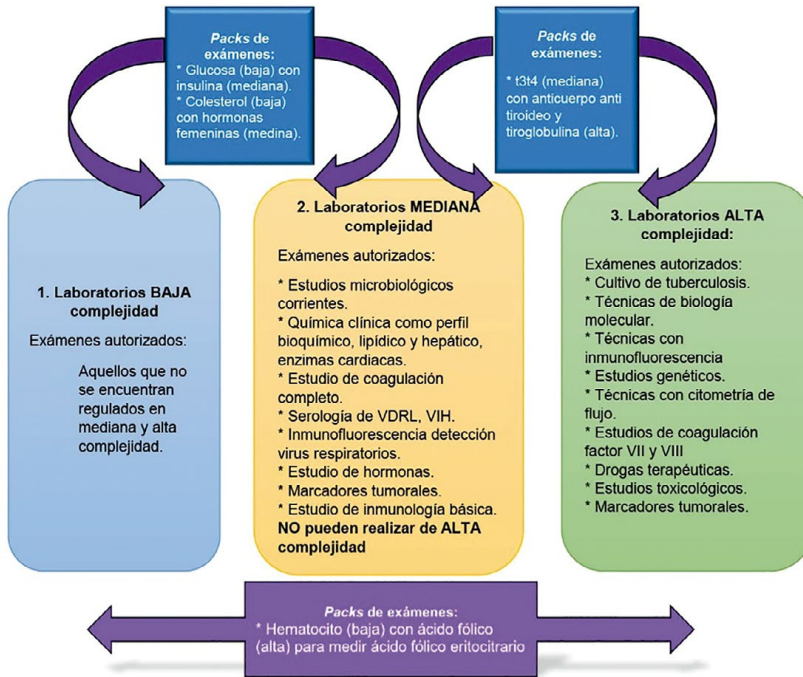 Packs de
exámenes:
* Glucosa (baja) con
insulina (mediana).
* Colesterol (baja)
con hormonas
femeninas (medina).
Packs de
exámenes:
* t3t4 (mediana)
con anticuerpo anti
tiroideo y
tiroglobulina (alta).
1. Laboratorios BAJA
complejidad
Exámenes autorizados:
Aquellos que no
se encuentran
regulados en
mediana y alta
complejidad.
2. Laboratorios MEDIANA
complejidad
Exámenes autorizados:
* Estudios microbiológicos
corrientes.
* Química clínica como perfil
bioquímico, lipídico y hepático,
enzimas cardiacas.
* Estudio de coagulación
completo.
* Serología de VDRL, VIH.
* Inmunofluorescencia detección
virus respiratorios.
* Estudio de hormonas.
* Marcadores tumorales.
* Estudio de inmunología básica.
NO pueden realizar de ALTA
complejidad
3. Laboratorios ALTA
complejidad:
Exámenes autorizados:
* Cultivo de tuberculosis.
* Técnicas de biología
molecular.
* Técnicas con
inmunofluorescencia
* Estudios genéticos.
* Técnicas con citometría de
flujo.
* Estudios de coagulación
factor VII y VIII
* Drogas terapéuticas.
* Estudios toxicológicos.
* Marcadores tumorales.
Packs de exámenes:
* Hematocito (baja) con ácido fólico
(alta) para medir ácido fólico eritocitrario